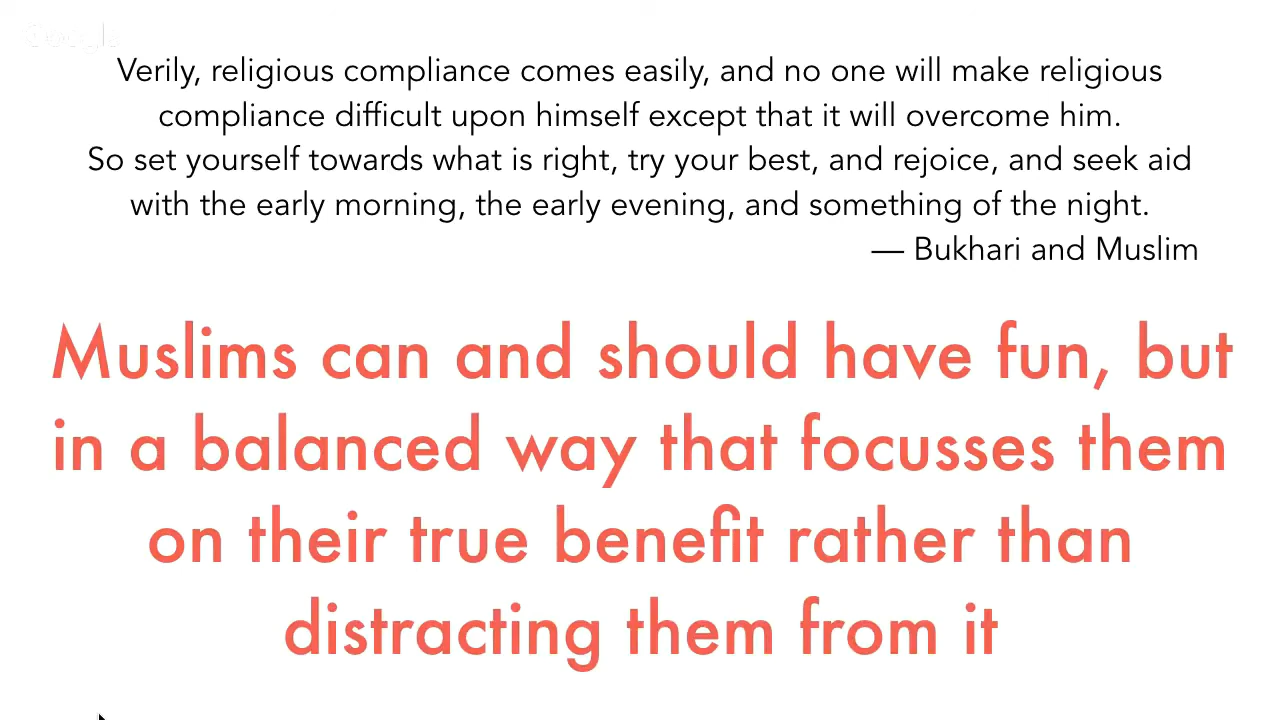 Google
Verily, religious compliance comes easily, and no one will make religious
compliance difficult upon himself except that it will overcome him.
So set yourself towards what is right, try your best, and rejoice, and seek aid
with the early morning, the early evening, and something of the night.
— Bukhari and Muslim
Muslims can and should have fun, but
in a balanced way that focusses them
on their true benefit rather than
distracting them from it